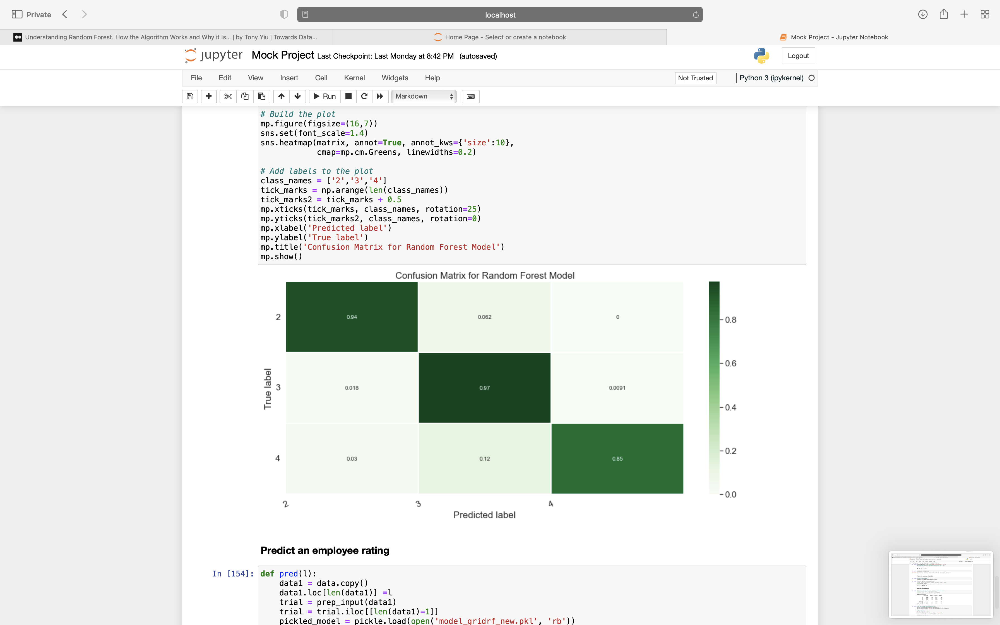 Private
localhost
Understanding Random Forest. How the Algorithm Works and Why it Is... | by Tony Yiu | Towards Data...
Home Page - Select or create a notebook
Mock Project - Jupyter Notebook
jupyter Mock Project Last Checkpoint: Last Monday at 8:42 PM (autosaved)
Logout
File Edit View Insert Cell Kernel Widgets Help
Not Trusted
Python 3 (ipykernel)
Run
Markdown
# Build the plot
mp.figure(figsize=(16,7))
sns.set(font_scale=1.4)
sns.heatmap(matrix, annot=True, annot_kws={'size':10},
            cmap=mp.cm.Greens, linewidths=0.2)
# Add labels to the plot
class_names = ['2','3','4']
tick_marks = np.arange(len(class_names))
tick_marks2 = tick_marks + 0.5
mp.xticks(tick_marks, class_names, rotation=25)
mp.yticks(tick_marks2, class_names, rotation=0)
mp.xlabel('Predicted label')
mp.ylabel('True label')
mp.title('Confusion Matrix for Random Forest Model')
mp.show()
Confusion Matrix for Random Forest Model
2 0.94 0.062 0
3 0.018 0.97 0.0091
4 0.03 0.12 0.85
True label
2 3 4
Predicted label
0.8
0.6
0.4
0.2
0.0
Predict an employee rating
In [154]:
def pred(l):
    data1 = data.copy()
    data1.loc[len(data1)] =l
    trial = prep_input(data1)
    trial = trial.iloc[[len(data1)-1]]
    pickled_model = pickle.load(open('model_gridrf_new.pkl', 'rb'))